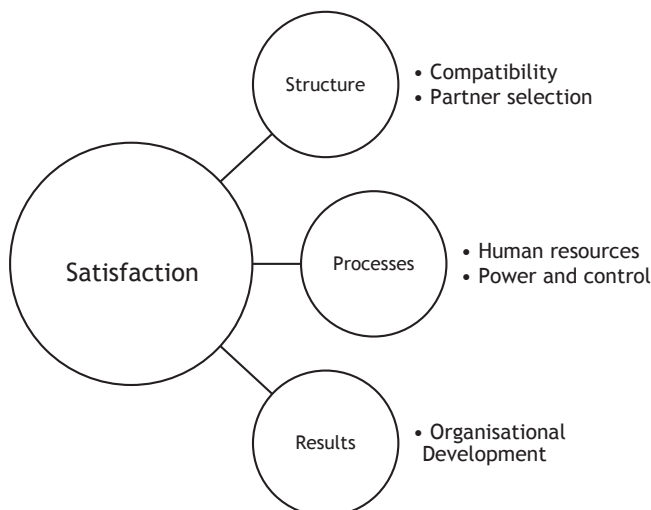 Structure
• Compatibility
• Partner selection
Satisfaction
Processes
• Human resources
• Power and control
Results
• Organisational
Development